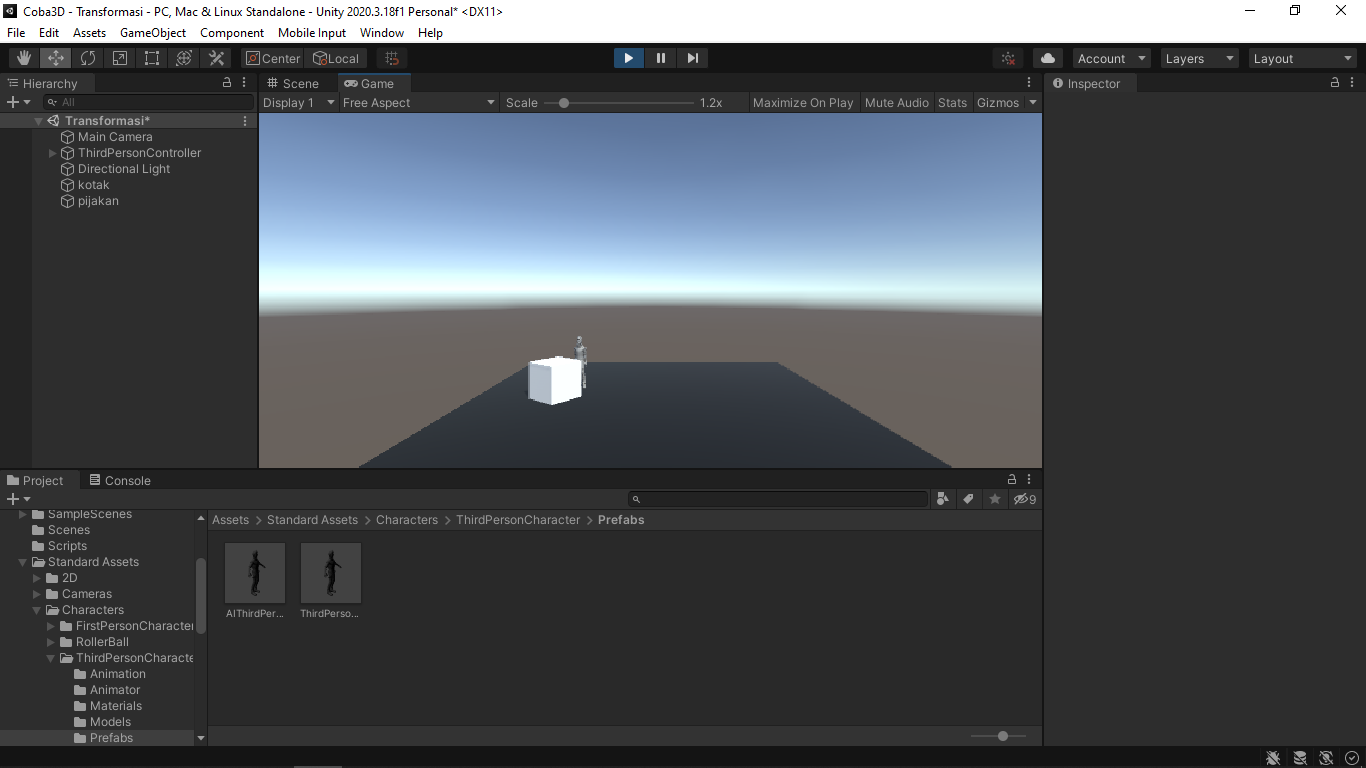 Coba3D - Transformasi - PC, Mac & Linux Standalone - Unity 2020.3.18f1 Personal* <DX11>
File Edit Assets GameObject Component Mobile Input Window Help
Center Local Account Layers Layout
Hierarchy
All
Transformasi*
Main Camera
ThirdPersonController
Directional Light
kotak
pijakan
Scene Game
Display 1 Free Aspect Scale 1.2x Maximize On Play Mute Audio Stats Gizmos
Inspector
Project Console
9
SampleScenes
Scenes
Scripts
Standard Assets
2D
Cameras
Characters
FirstPersonCharacter
RollerBall
ThirdPersonCharacte
Animation
Animator
Materials
Models
Prefabs
Assets > Standard Assets > Characters > ThirdPersonCharacter > Prefabs
AIThirdPer... ThirdPerso...